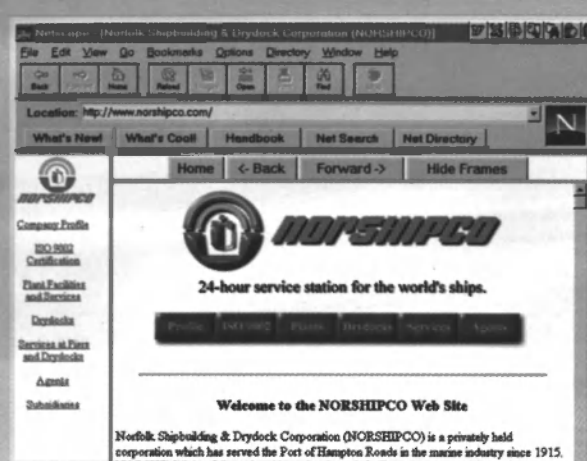 Netscape - [Norfolk Shipbuilding & Drydock Corporation (NORSHIPCO)]
File Edit View Go Bookmarks Options Directory Window Help
Back Home Reload Open Find
Location: http://www.norshipco.com/
N
What's New! What's Cool! Handbook Net Search Net Directory
Home <- Back Forward -> Hide Frames
NORSHIPCO
Company Profile
ISO 9002
Certification
Plant Facilities
and Services
Drydocks
Services at Piers
and Drydocks
Agents
Subsidiaries
NORSHIPCO
24-hour service station for the world's ships.
Profile ISO 9002 Plants Drydocks Services Agents
Welcome to the NORSHIPCO Web Site
Norfolk Shipbuilding & Drydock Corporation (NORSHIPCO) is a privately held
corporation which has served the Port of Hampton Roads in the marine industry since 1915.